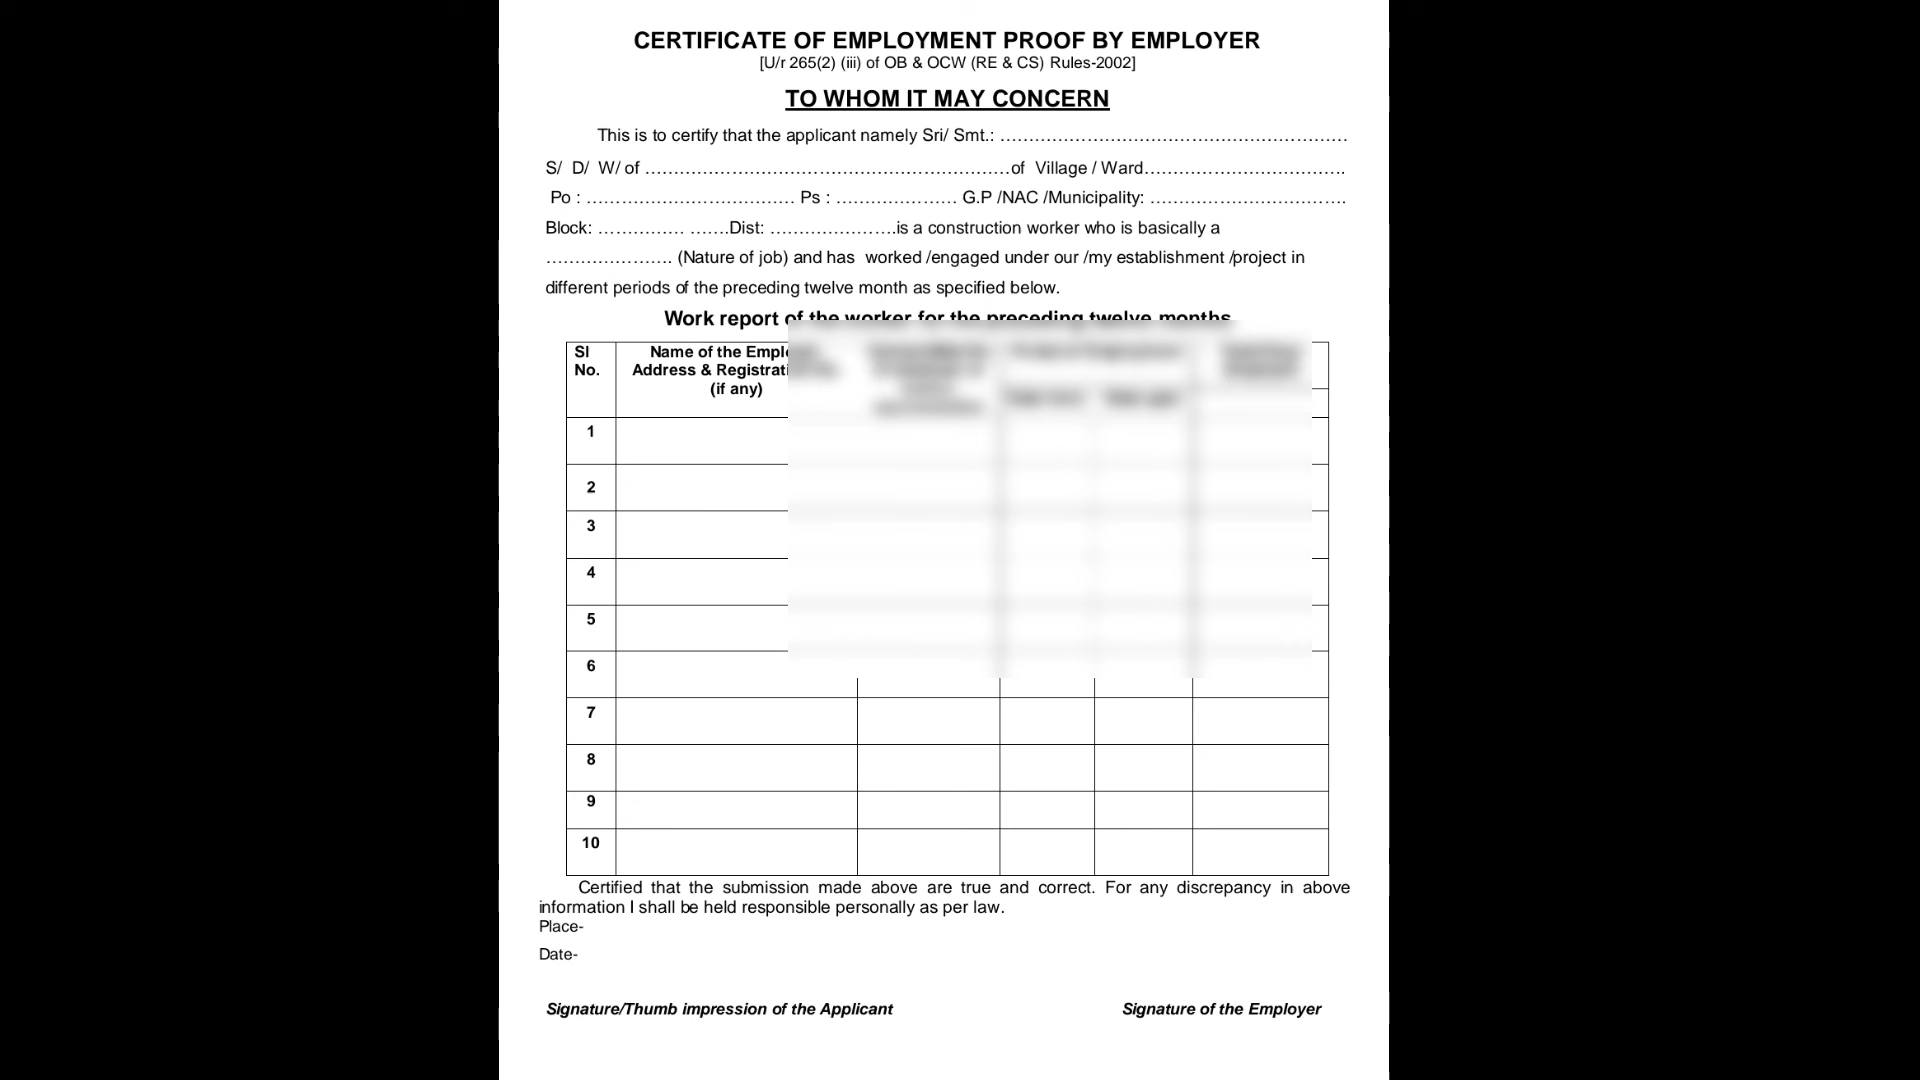 CERTIFICATE OF EMPLOYMENT PROOF BY EMPLOYER
[U/r 265(2) (iii) of OB & OCW (RE & CS) Rules-2002]
TO WHOM IT MAY CONCERN
This is to certify that the applicant namely Sri/ Smt.: ……………………………………………………
S/ D/ W/ of ………………………………………………………of Village / Ward……………………………..
Po : ……………………………… Ps : ………………… G.P /NAC /Municipality: …………………………….
Block: …………… …….Dist: ………………….is a construction worker who is basically a
…………………. (Nature of job) and has worked /engaged under our /my establishment /project in
different periods of the preceding twelve month as specified below.
Work report of the worker for the preceding twelve months
Sl No.
Name of the
Address &
(if any)
1
2
3
4
5
6
7
8
9
10
Certified that the submission made above are true and correct. For any discrepancy in above
information I shall be held responsible personally as per law.
Place-
Date-
Signature/Thumb impression of the Applicant Signature of the Employer